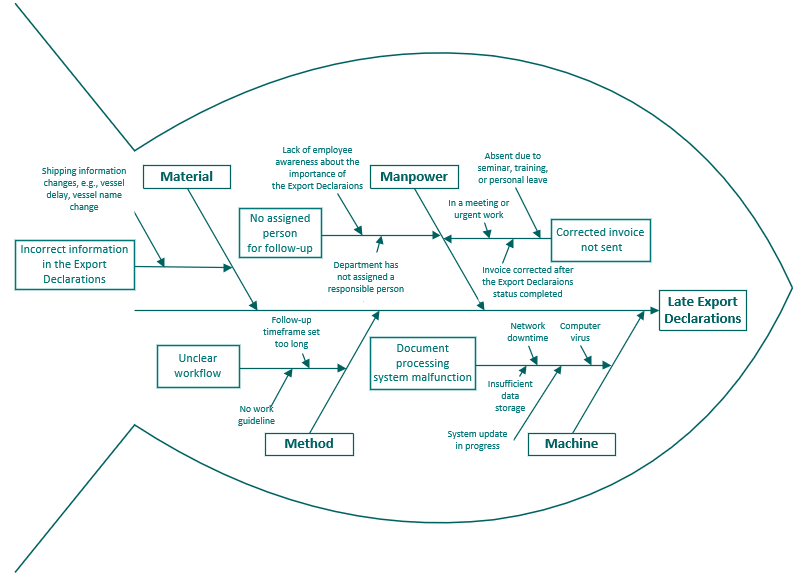 Shipping information
changes, e.g., vessel
delay, vessel name
change
Material
Incorrect information
in the Export
Declarations
Lack of employee
awareness about the
importance of
the Export Declaraions
Manpower
No assigned
person
for follow-up
Department has
not assigned a
responsible person
Absent due to
seminar, training,
or personal leave
In a meeting or
urgent work
Corrected invoice
not sent
Invoice corrected after
the Export Declaraions
status completed
Late Export
Declarations
Follow-up
timeframe set
too long
Unclear
workflow
No work
guideline
Method
Document
processing
system malfunction
Network
downtime
Computer
virus
Insufficient
data
storage
System update
in progress
Machine